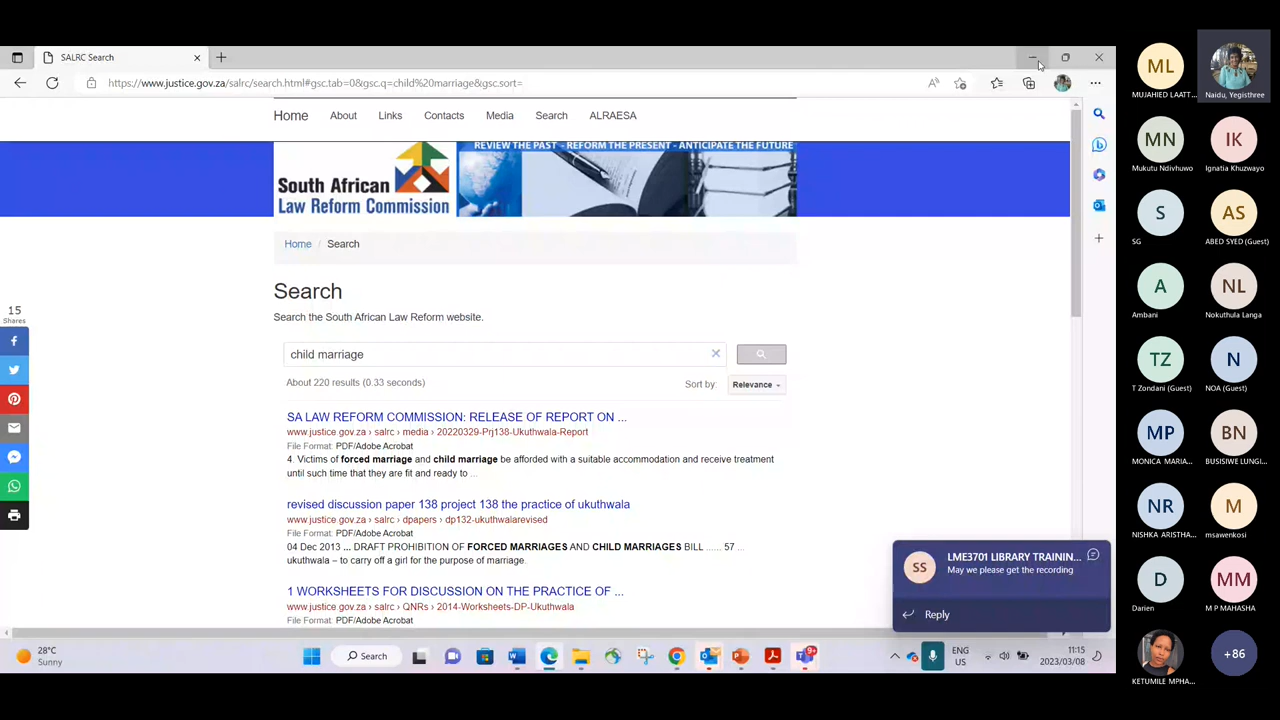 SALRC Search
https://www.justice.gov.za/salrc/search.html#gsc.tab=0&gsc.q=child%20marriage&gsc.sort=
Home About Links Contacts Media Search ALRAESA
REVIEW THE PAST - REFORM THE PRESENT - ANTICIPATE THE FUTURE
South African
Law Reform Commission
Home / Search
Search
Search the South African Law Reform website.
15
Shares
child marriage
About 220 results (0.33 seconds)
Sort by: Relevance
SA LAW REFORM COMMISSION: RELEASE OF REPORT ON ...
www.justice.gov.za › salrc › media › 20220329-Prj138-Ukuthwala-Report
File Format: PDF/Adobe Acrobat
4. Victims of forced marriage and child marriage be afforded with a suitable accommodation and receive treatment
until such time that they are fit and ready to ...
revised discussion paper 138 project 138 the practice of ukuthwala
www.justice.gov.za › salrc › dpapers › dp132-ukuthwalarevised
File Format: PDF/Adobe Acrobat
04 Dec 2013 ... DRAFT PROHIBITION OF FORCED MARRIAGES AND CHILD MARRIAGES BILL ...... 57 ...
ukuthwala – to carry off a girl for the purpose of marriage.
1 WORKSHEETS FOR DISCUSSION ON THE PRACTICE OF ...
www.justice.gov.za › salrc › QNRs › 2014-Worksheets-DP-Ukuthwala
SS
LME3701 LIBRARY TRAININ...
May we please get the recording
Reply
28°C
Sunny
Search
9+
ENG
US
11:15
2023/03/08
ML
MUJAHIED LAATT...
Naidu, Yegisthree
MN
Mukutu Ndivhuwo
IK
Ignatia Khuzwayo
S
SG
AS
ABED SYED (Guest)
A
Ambani
NL
Nokuthula Langa
TZ
T Zondani (Guest)
N
NOA (Guest)
MP
MONICA MARIA...
BN
BUSISIWE LUNGI...
NR
NISHKA ARISTHA...
M
msawenkosi
D
Darien
MM
M P MAHASHA
KETUMILE MPHA...
+86